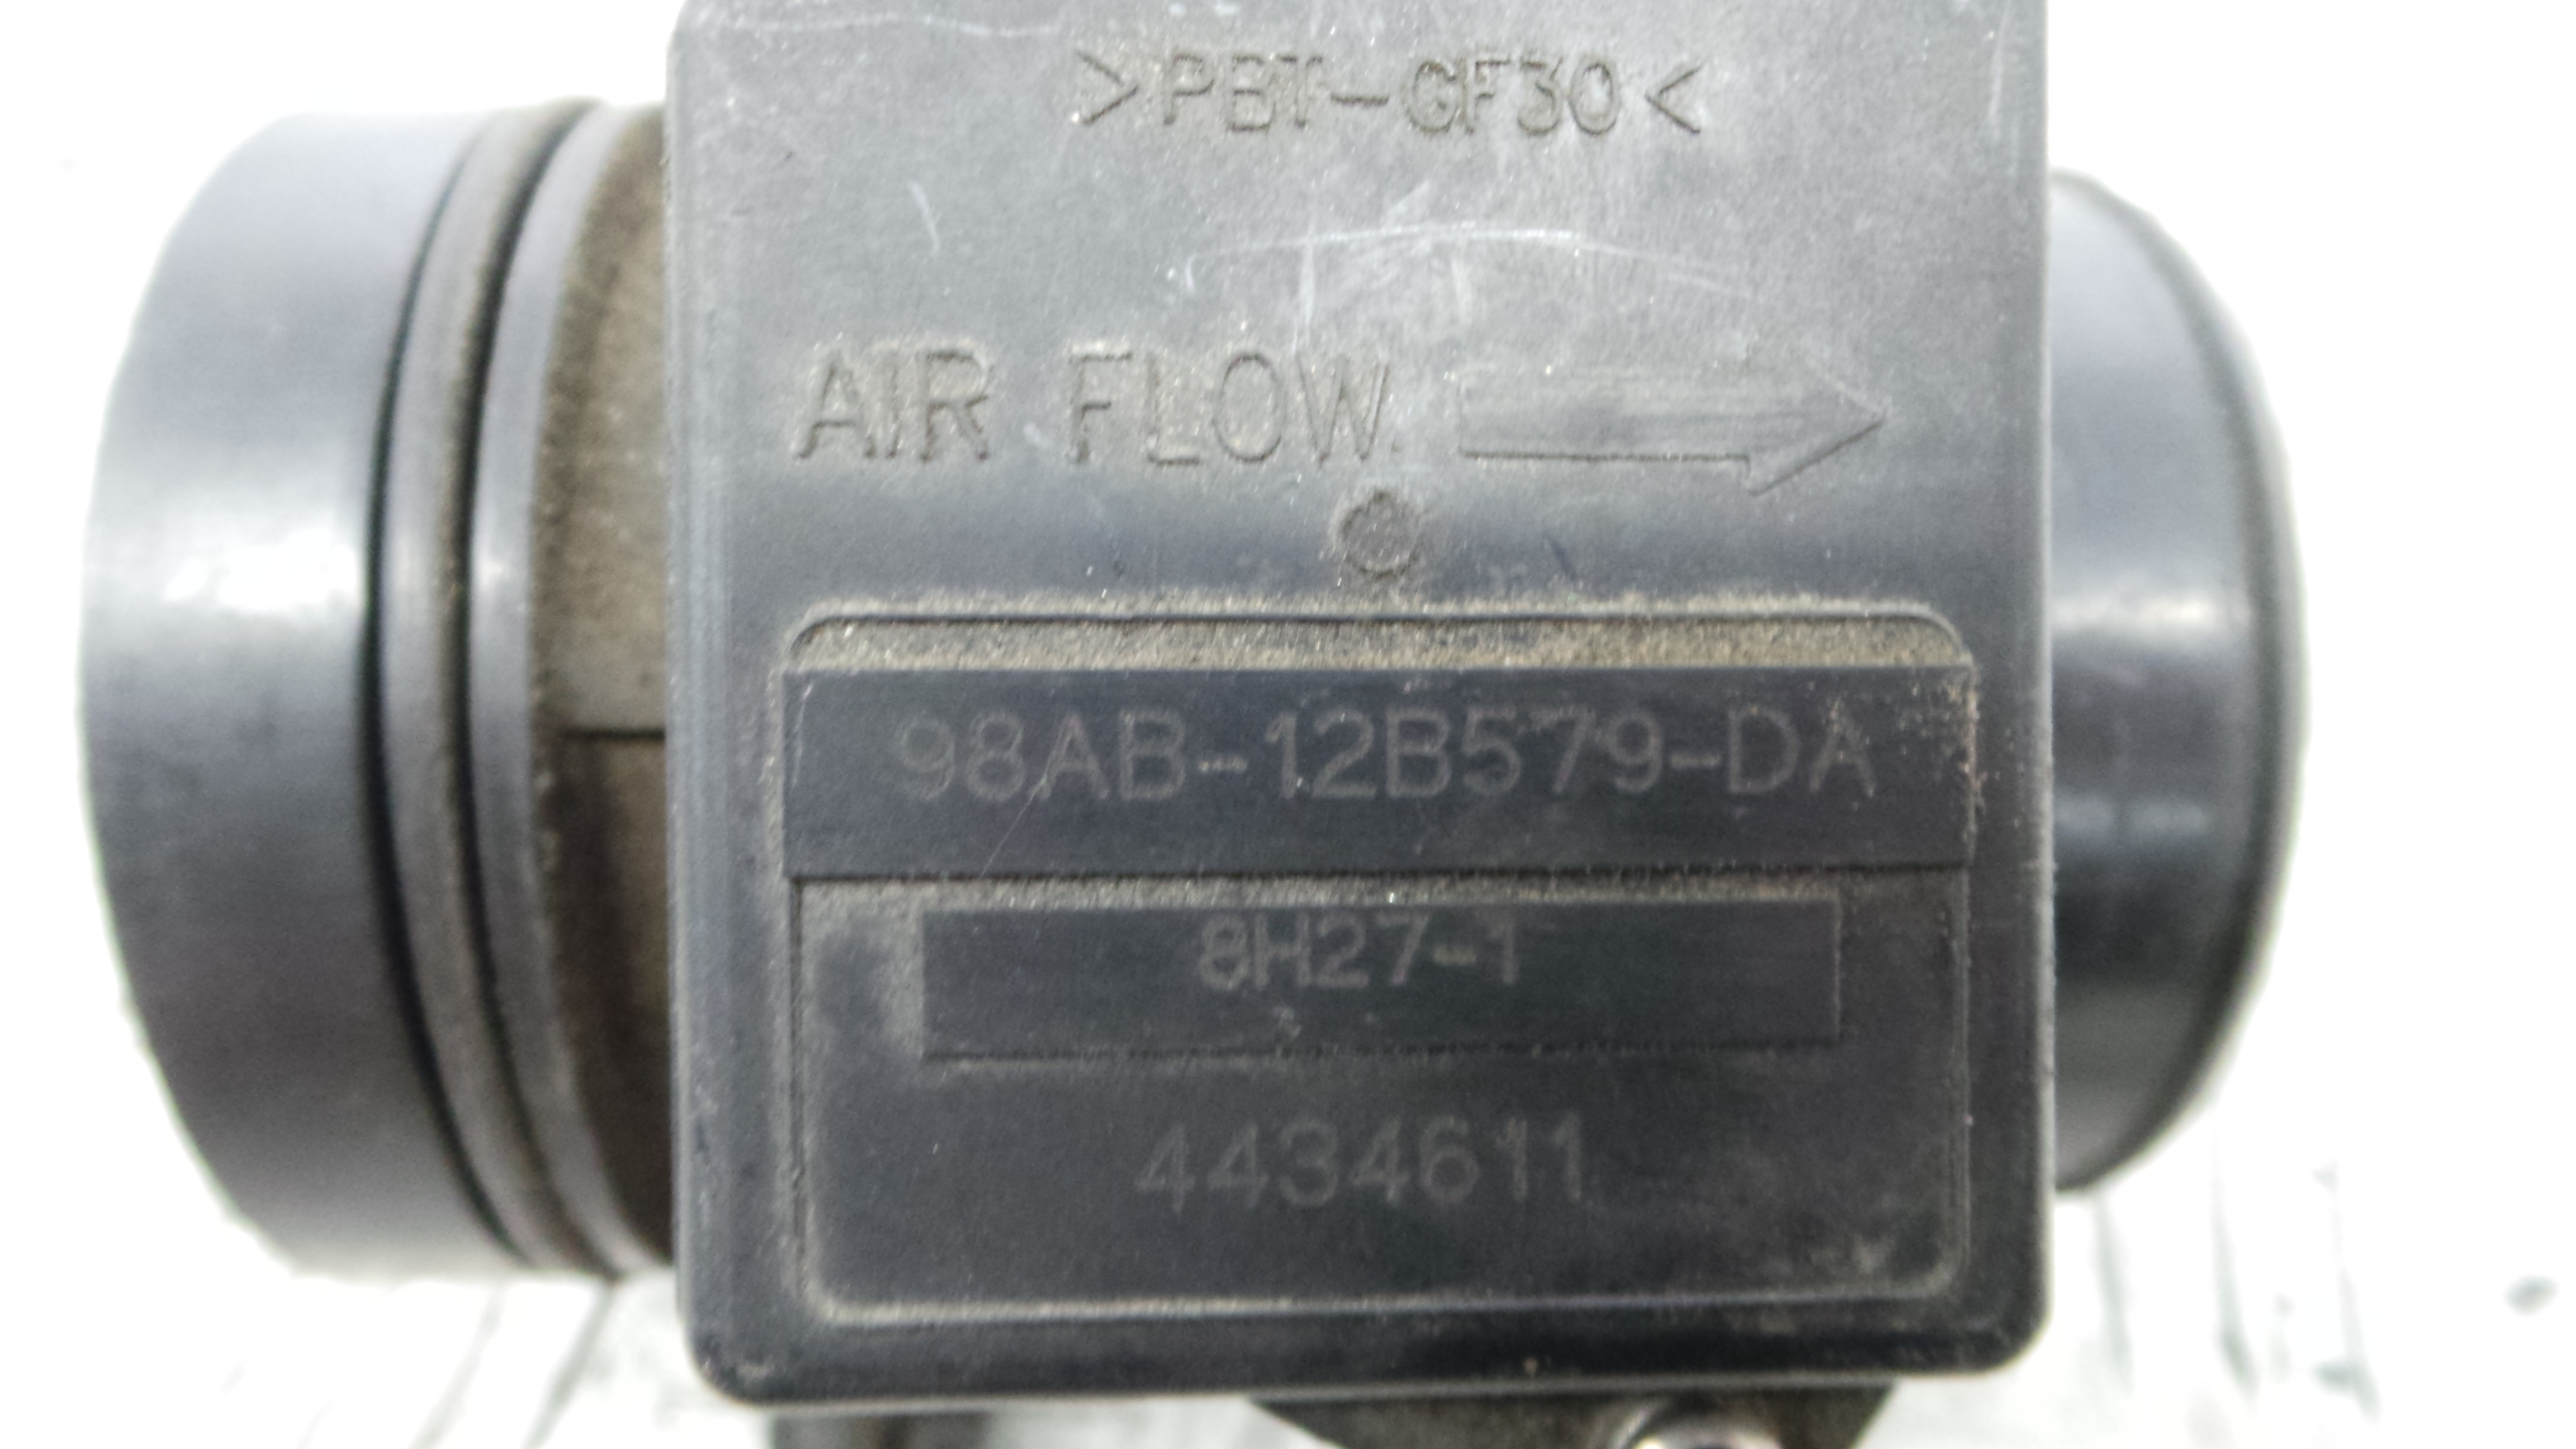 >PBT-GF30<
AIR FLOW
98AB-12B579-DA
8H27-1
4434611